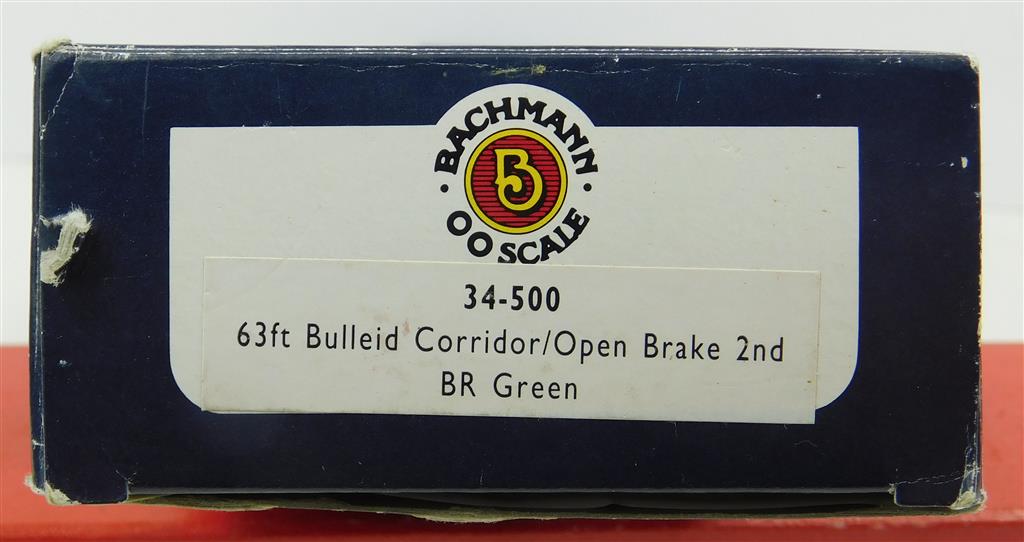 BACHMANN
B
OO SCALE
34-500
63ft Bulleid Corridor/Open Brake 2nd
BR Green